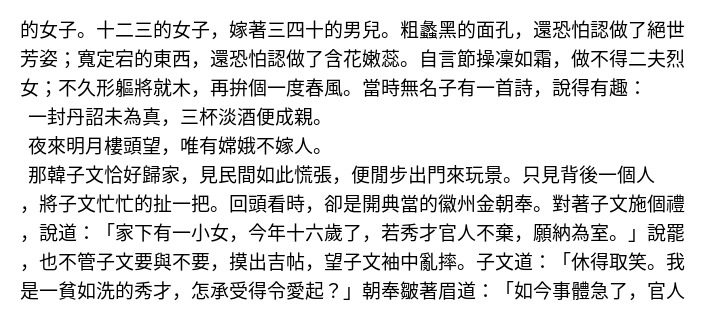 的女子。十二三的女子，嫁著三四十的男兒。粗蠡黑的面孔，還恐怕認做了絕世
芳姿；寬定宕的東西，還恐怕認做了含花嫩蕊。自言節操凜如霜，做不得二夫烈
女；不久形軀將就木，再拚個一度春風。當時無名子有一首詩，說得有趣：
一封丹詔未為真，三杯淡酒便成親。
夜來明月樓頭望，唯有嫦娥不嫁人。
那韓子文恰好歸家，見民間如此慌張，便閒步出門來玩景。只見背後一個人
，將子文忙忙的扯一把。回頭看時，卻是開典當的徽州金朝奉。對著子文施個禮
，說道：「家下有一小女，今年十六歲了，若秀才官人不棄，願納為室。」說罷
，也不管子文要與不要，摸出吉帖，望子文袖中亂摔。子文道：「休得取笑。我
是一貧如洗的秀才，怎承受得令愛起？」朝奉皺著眉道：「如今事體急了，官人